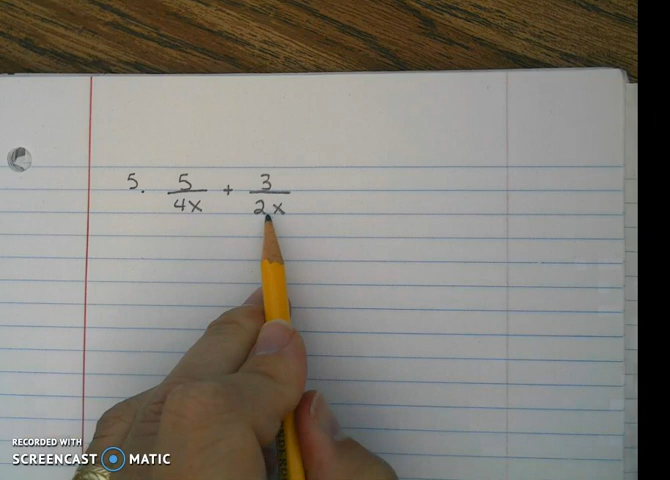 5. 5/4x + 3/2x
RECORDED WITH
SCREENCAST MATIC